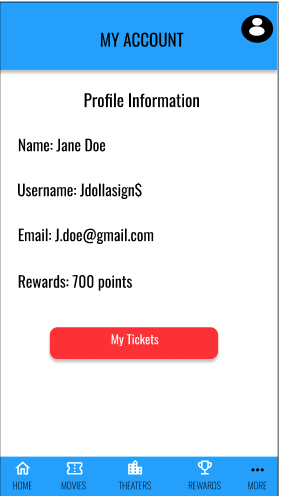 MY ACCOUNT
Profile Information
Name: Jane Doe
Username: Jdollasign$
Email: J.doe@gmail.com
Rewards: 700 points
My Tickets
HOME MOVIES THEATERS REWARDS MORE